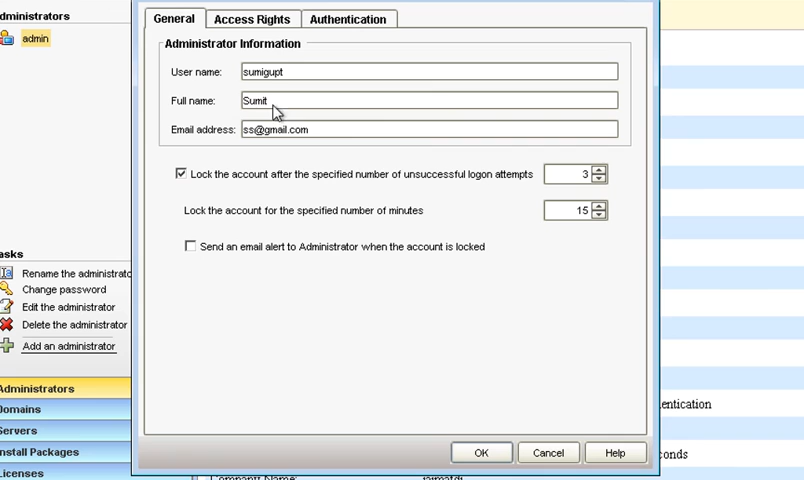 dministrators
admin
General
Access Rights
Authentication
Administrator Information
User name:
sumigupt
Full name:
Sumit
Email address:
ss@gmail.com
Lock the account after the specified number of unsuccessful logon attempts
3
Lock the account for the specified number of minutes
15
Send an email alert to Administrator when the account is locked
asks
Rename the administrato
Change password
Edit the administrator
Delete the administrator
Add an administrator
Administrators
Domains
Servers
nstall Packages
Licenses
OK
Cancel
Help
entication
conds